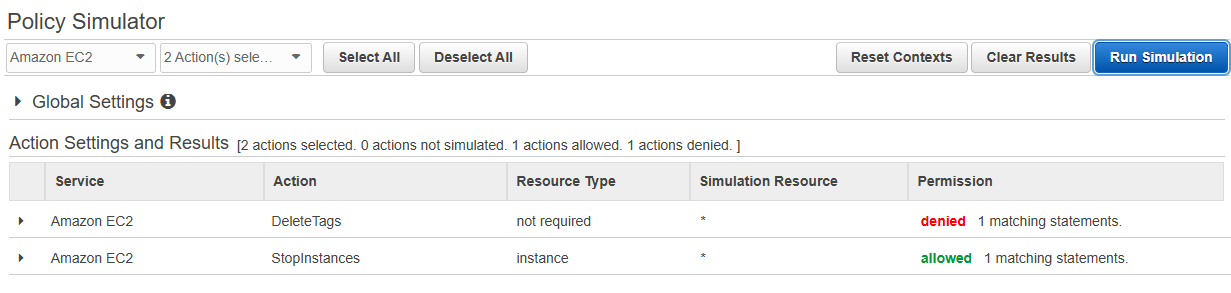 Policy Simulator
Amazon EC2 2 Action(s) sele... Select All Deselect All Reset Contexts Clear Results Run Simulation
Global Settings
Action Settings and Results [2 actions selected. 0 actions not simulated. 1 actions allowed. 1 actions denied. ]
Service Action Resource Type Simulation Resource Permission
Amazon EC2 DeleteTags not required * denied 1 matching statements.
Amazon EC2 StopInstances instance * allowed 1 matching statements.